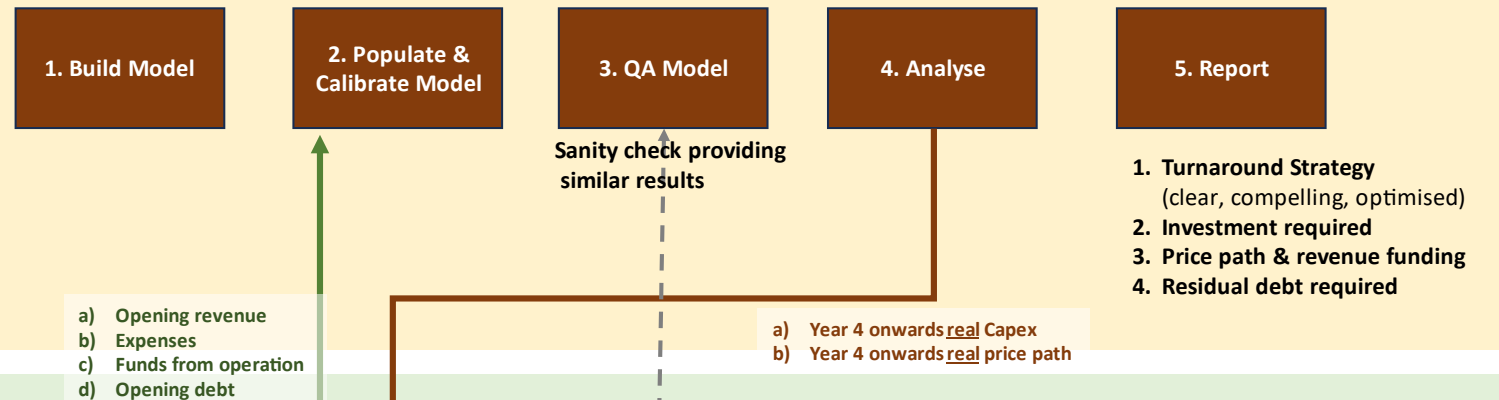 1. Build Model
2. Populate &
Calibrate Model
3. QA Model
4. Analyse
5. Report
Sanity check providing
similar results
1. Turnaround Strategy
(clear, compelling, optimised)
2. Investment required
3. Price path & revenue funding
4. Residual debt required
a) Opening revenue
b) Expenses
c) Funds from operation
d) Opening debt
a) Year 4 onwards real Capex
b) Year 4 onwards real price path